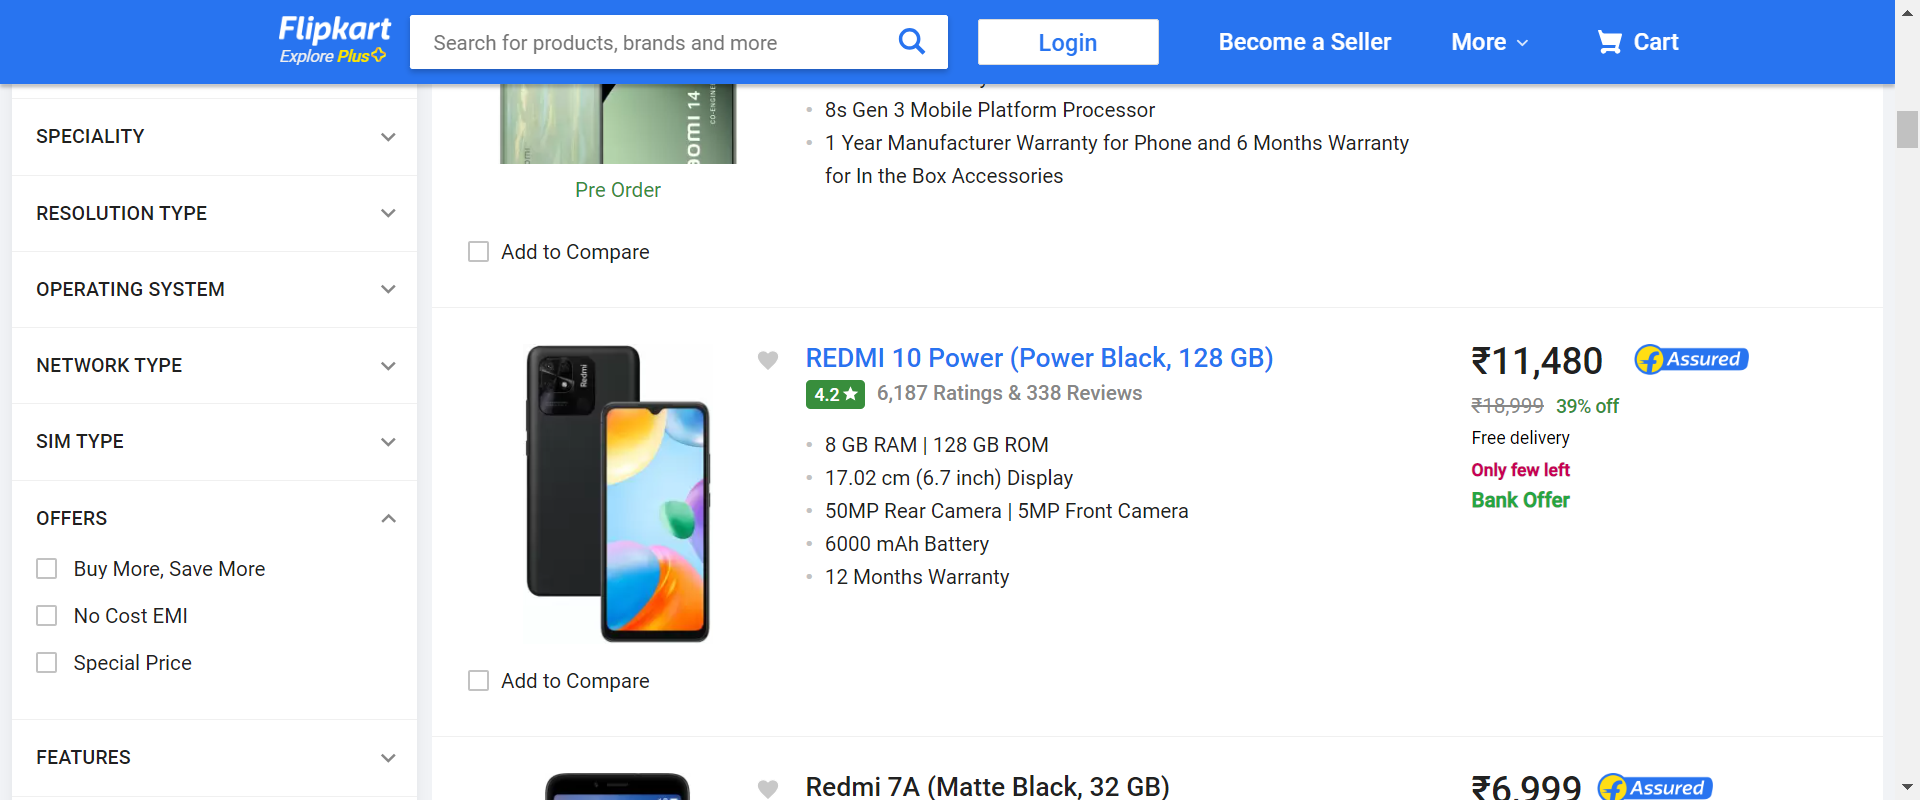 Flipkart
Explore Plus
Search for products, brands and more
Login
Become a Seller
More
Cart
SPECIALITY
RESOLUTION TYPE
OPERATING SYSTEM
NETWORK TYPE
SIM TYPE
OFFERS
Buy More, Save More
No Cost EMI
Special Price
FEATURES
8s Gen 3 Mobile Platform Processor
1 Year Manufacturer Warranty for Phone and 6 Months Warranty
for In the Box Accessories
Pre Order
Add to Compare
Redmi
REDMI 10 Power (Power Black, 128 GB)
4.2★ 6,187 Ratings & 338 Reviews
8 GB RAM | 128 GB ROM
17.02 cm (6.7 inch) Display
50MP Rear Camera | 5MP Front Camera
6000 mAh Battery
12 Months Warranty
₹11,480
Assured
₹18,999 39% off
Free delivery
Only few left
Bank Offer
Add to Compare
Redmi 7A (Matte Black, 32 GB)
₹6,999
Assured